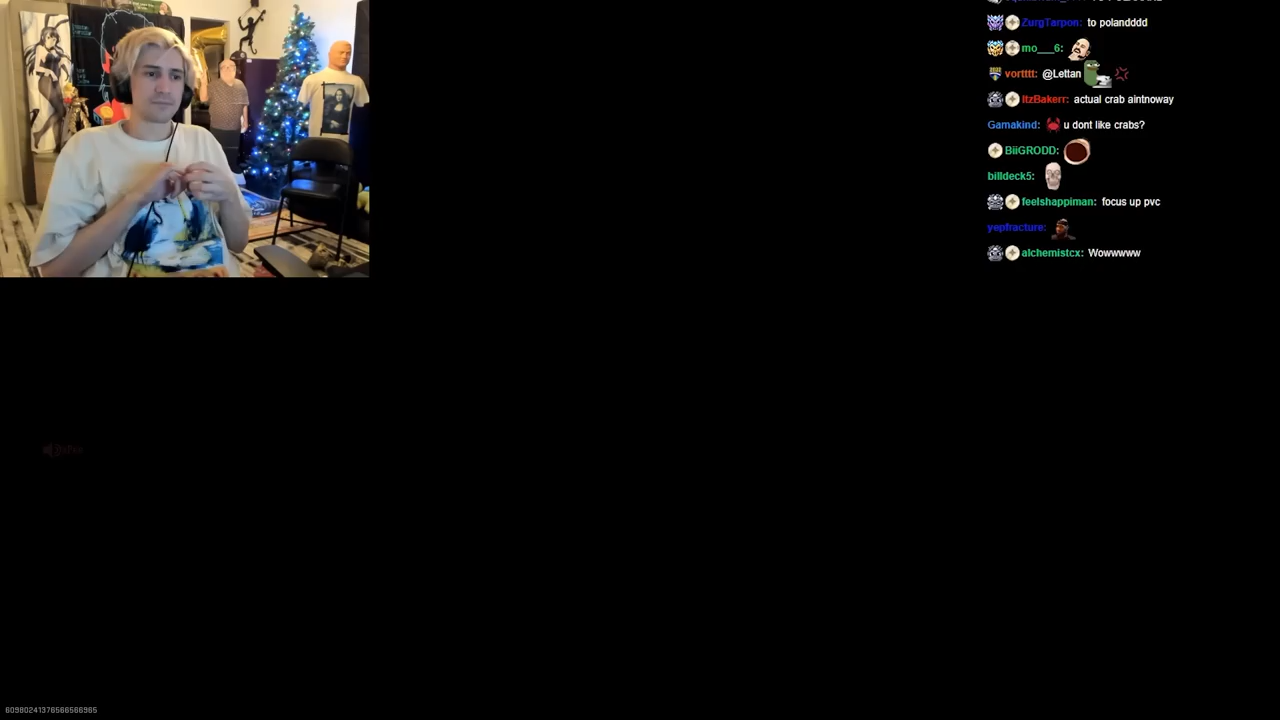 ZurgTarpon: to polandddd
mo___6:
vortttt: @Lettan
ItzBakerr: actual crab aintnoway
Gamakind: u dont like crabs?
BiiGRODD:
billdeck5:
feelshappiman: focus up pvc
yepfracture:
alchemistcx: Wowwwww
60980241376566566965